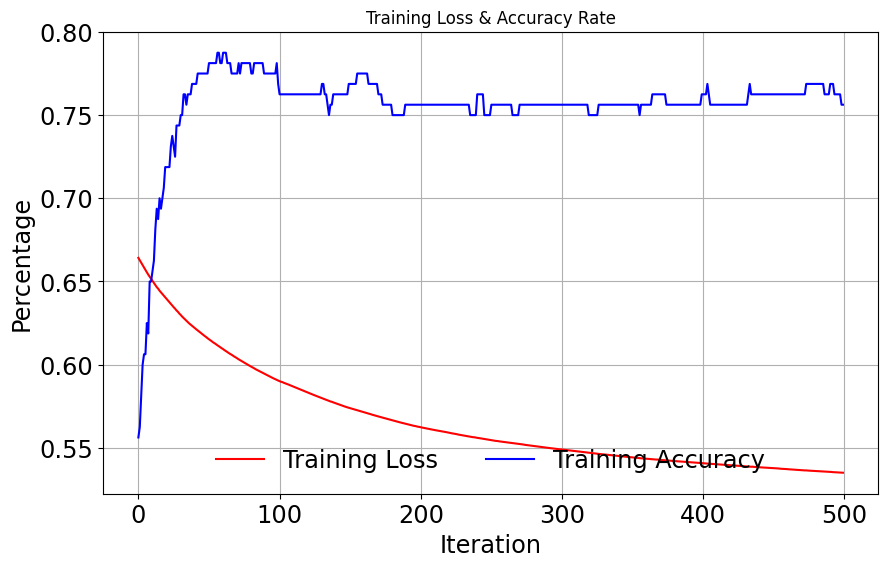 Training Loss & Accuracy Rate
Percentage
0.80
0.75
0.70
0.65
0.60
0.55
Training Loss Training Accuracy
0 100 200 300 400 500
Iteration